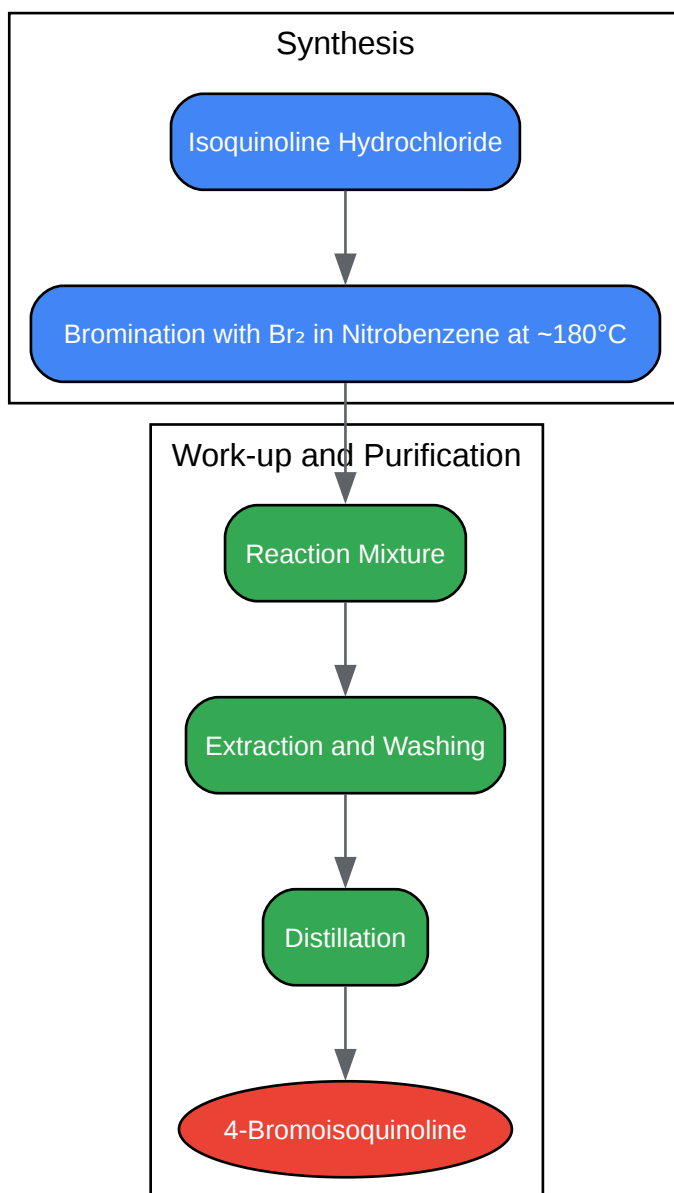 Synthesis
Isoquinoline Hydrochloride
Bromination with Br₂ in Nitrobenzene at ~180°C
Work-up and Purification
Reaction Mixture
Extraction and Washing
Distillation
4-Bromoisoquinoline